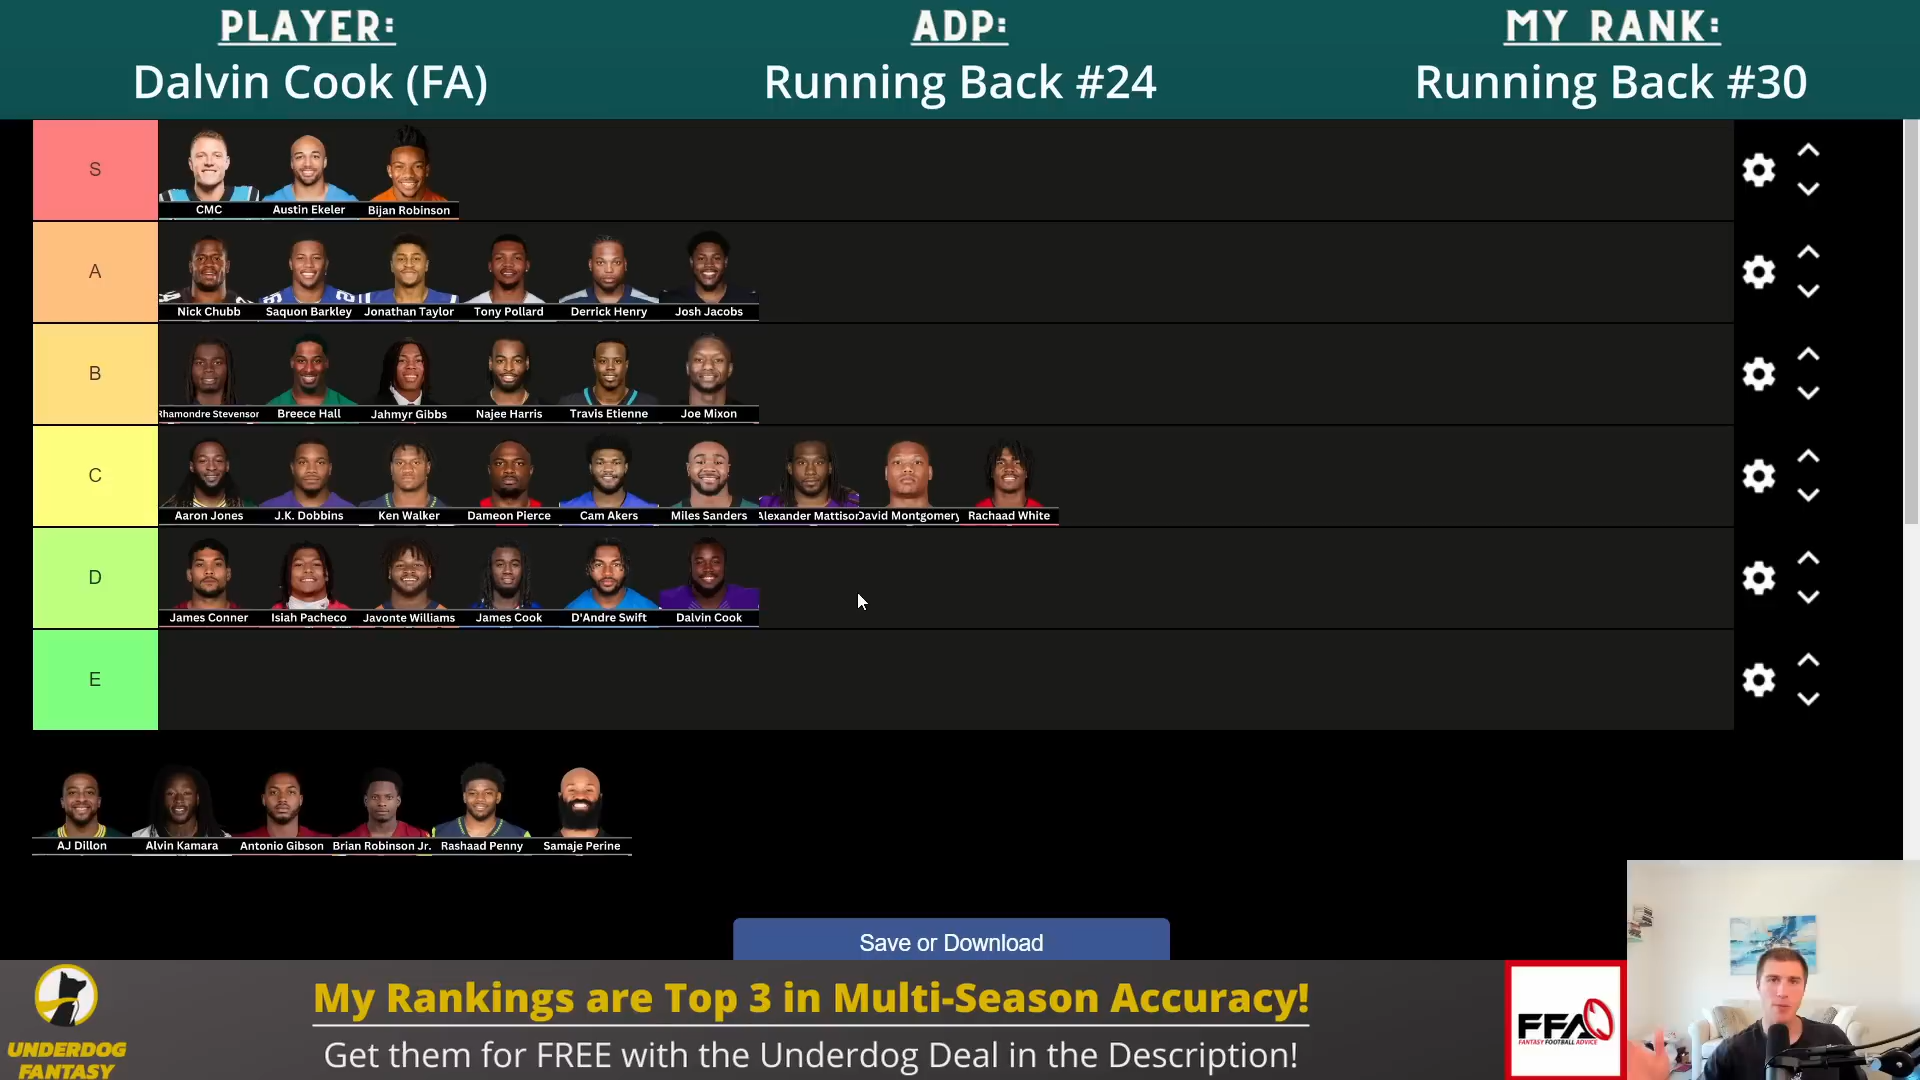 PLAYER:
ADP:
MY RANK:
Dalvin Cook (FA)
Running Back #24
Running Back #30
S
CMC
Austin Ekeler
Bijan Robinson
A
Nick Chubb
Saquon Barkley
Jonathan Taylor
Tony Pollard
Derrick Henry
Josh Jacobs
B
Rhamondre Stevenson
Breece Hall
Jahmyr Gibbs
Najee Harris
Travis Etienne
Joe Mixon
C
Aaron Jones
J.K. Dobbins
Ken Walker
Dameon Pierce
Cam Akers
Miles Sanders
Alexander Mattison
David Montgomery
Rachaad White
D
James Conner
Isiah Pacheco
Javonte Williams
James Cook
D'Andre Swift
Dalvin Cook
E
AJ Dillon
Alvin Kamara
Antonio Gibson
Brian Robinson Jr.
Rashaad Penny
Samaje Perine
Save or Download
My Rankings are Top 3 in Multi-Season Accuracy!
Get them for FREE with the Underdog Deal in the Description!
UNDERDOG
FANTASY
FFA
FANTASY FOOTBALL ADVICE